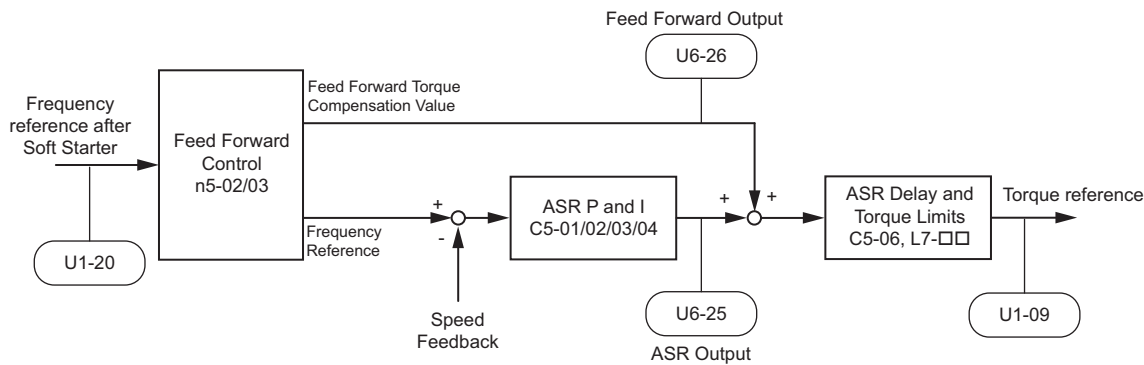 Feed Forward Output
U6-26
Feed Forward Torque
Compensation Value
Frequency
reference after
Soft Starter
Feed Forward
Control
n5-02/03
U1-20
+
-
Frequency
Reference
Speed
Feedback
ASR P and I
C5-01/02/03/04
+
+
U6-25
ASR Output
ASR Delay and
Torque Limits
C5-06, L7-□□
Torque reference
U1-09